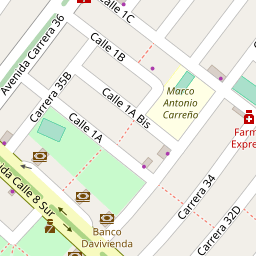 Calle 1C
Avenida Carrera 36
Calle 1B
Carrera 35B
Calle 1A Bis
Marco
Antonio
Carreño
Calle 1A
Farm
Expre
Calle 8 Sur
Carrera 34
Carrera 32D
Banco
Davivienda